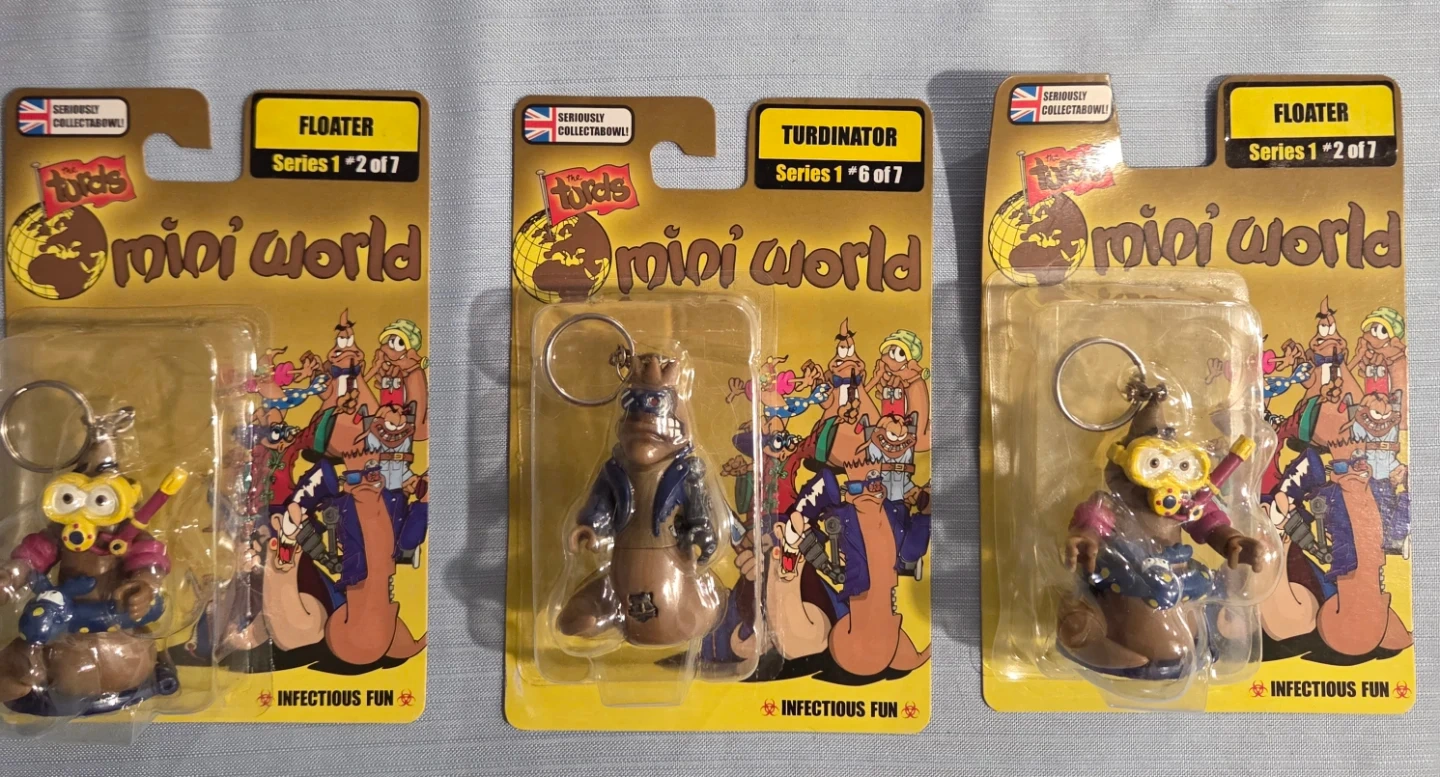 SERIOUSLY
COLLECTABOWL!
FLOATER
Series 1 #2 of 7
the
turds
mini' world
INFECTIOUS FUN
SERIOUSLY
COLLECTABOWL!
TURDINATOR
Series 1 #6 of 7
the
turds
mini' world
INFECTIOUS FUN
SERIOUSLY
COLLECTABOWL!
FLOATER
Series 1 #2 of 7
the
turds
mini' world
INFECTIOUS FUN